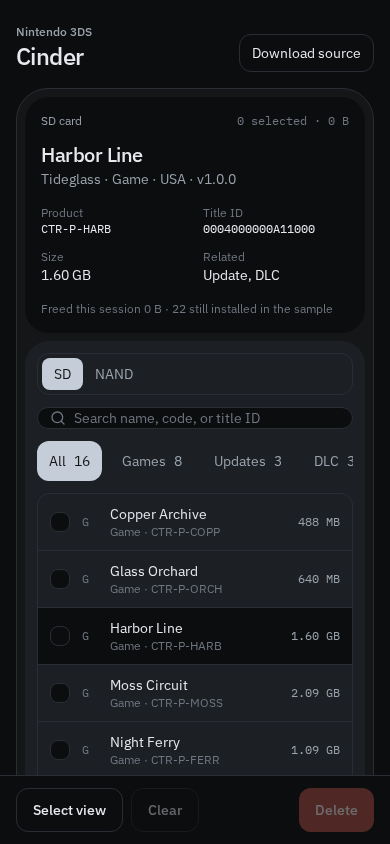 Nintendo 3DS
Cinder
Download source
SD card
0 selected · 0 B
Harbor Line
Tideglass · Game · USA · v1.0.0
Product
Title ID
CTR-P-HARB
0004000000A11000
Size
Related
1.60 GB
Update, DLC
Freed this session 0 B · 22 still installed in the sample
SD
NAND
Search name, code, or title ID
All 16
Games 8
Updates 3
DLC 3
G
Copper Archive
488 MB
Game · CTR-P-COPP
G
Glass Orchard
640 MB
Game · CTR-P-ORCH
G
Harbor Line
1.60 GB
Game · CTR-P-HARB
G
Moss Circuit
2.09 GB
Game · CTR-P-MOSS
G
Night Ferry
1.09 GB
Game · CTR-P-FERR
Select view
Clear
Delete